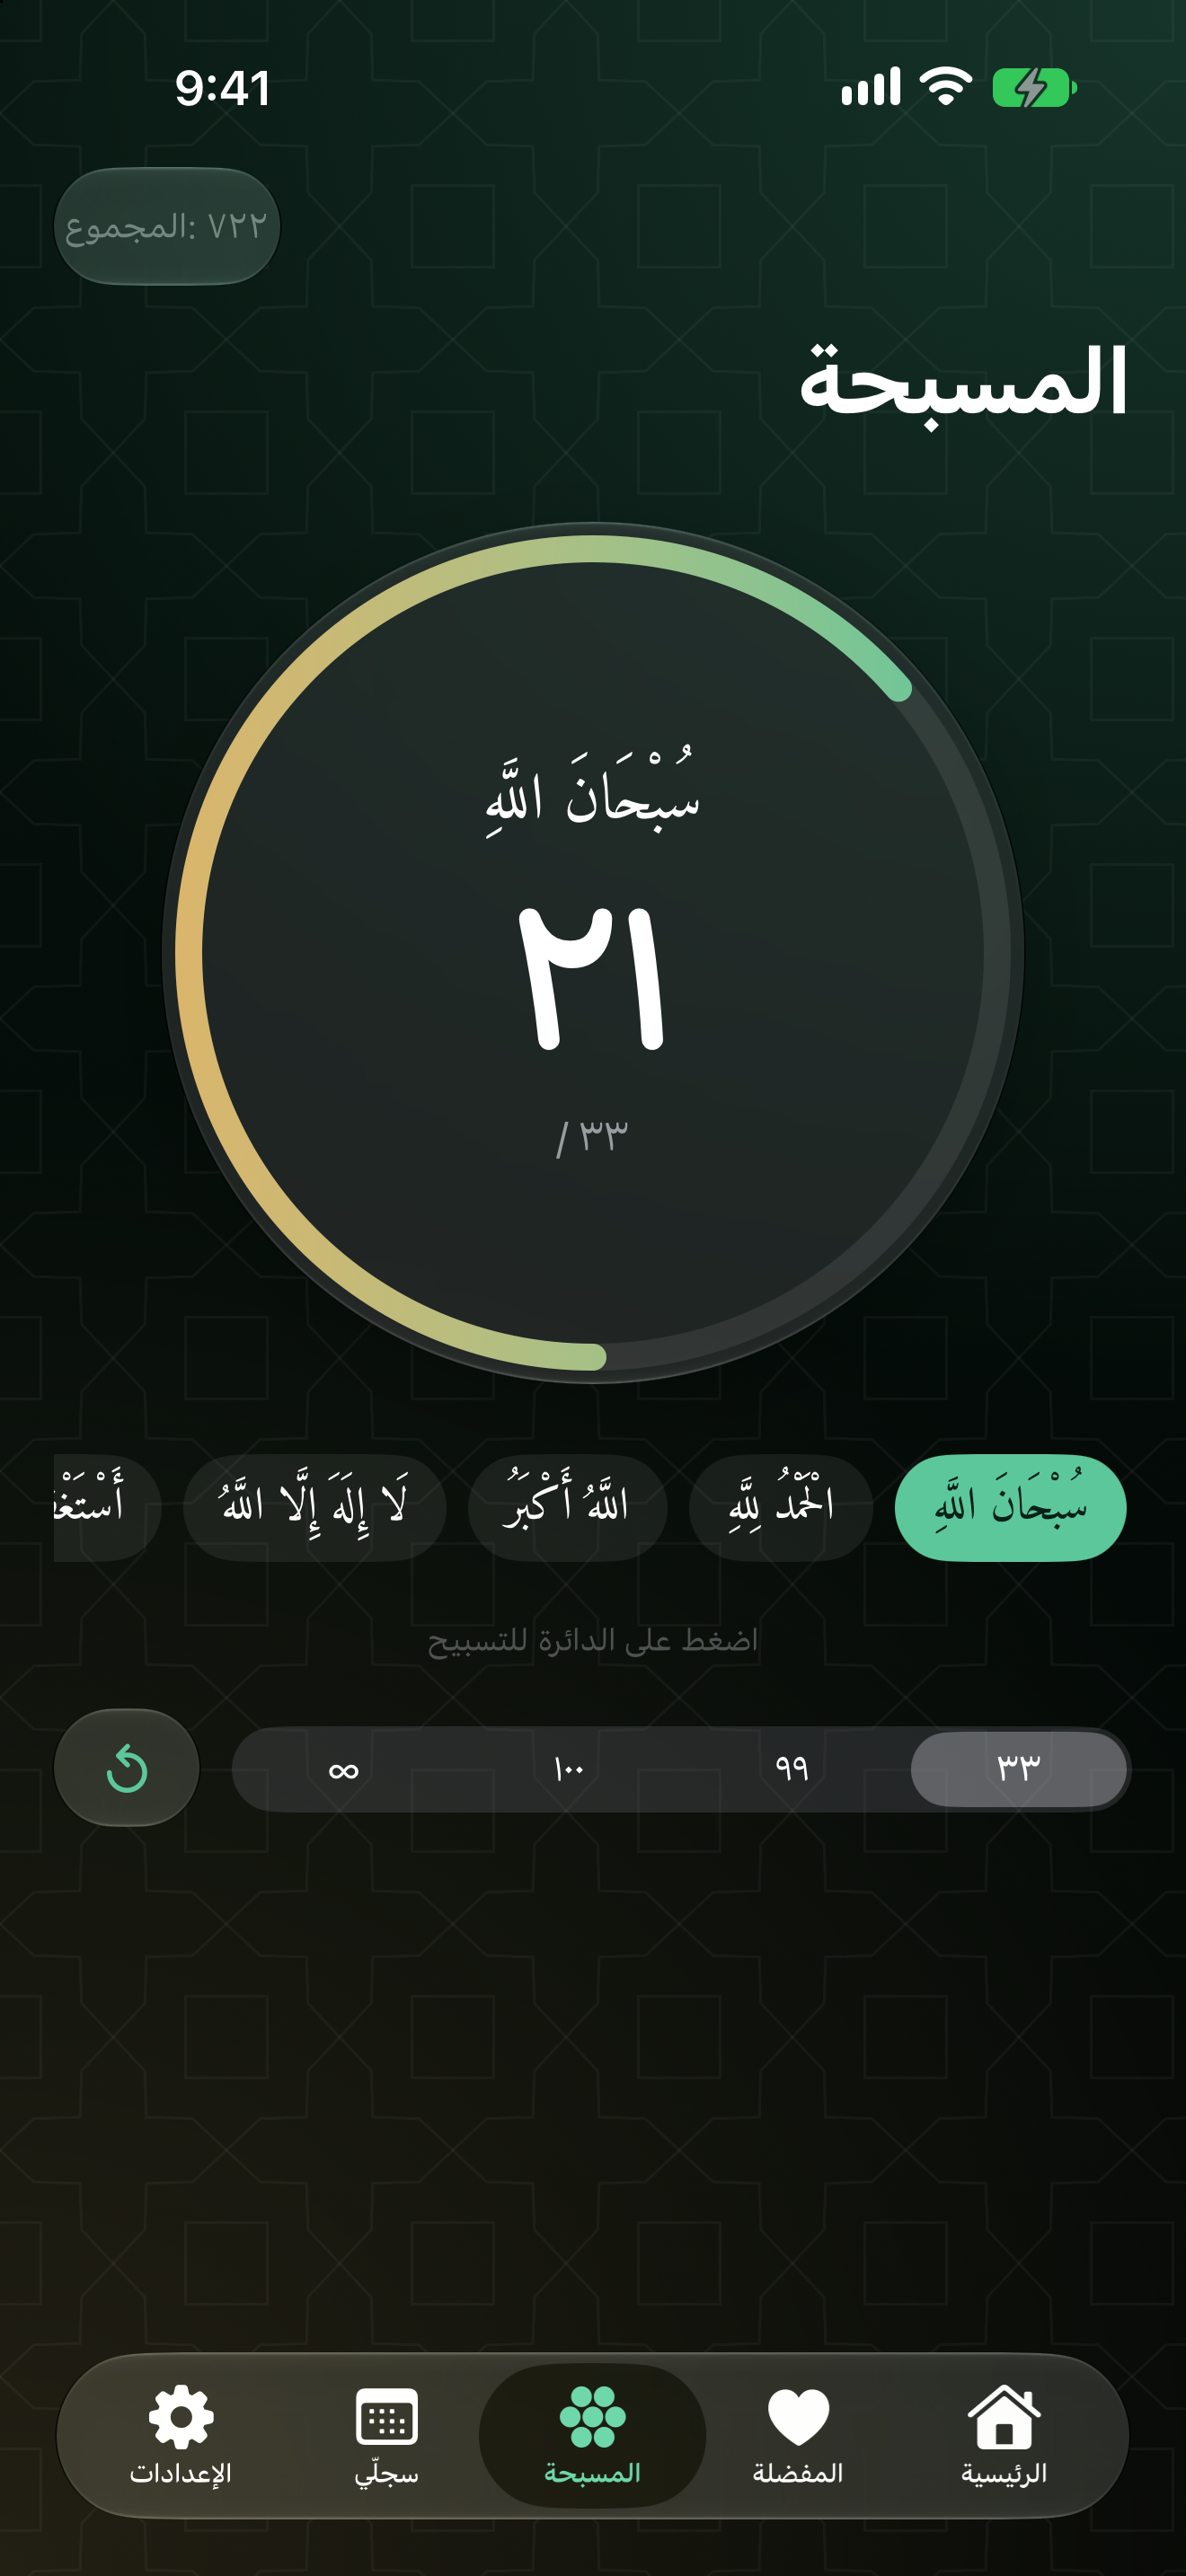 9:41
المجموع: ٧٢٢
المسبحة
سُبْحَانَ اللَّهِ
٢١
/ ٣٣
سُبْحَانَ اللَّهِ
الْحَمْدُ لِلَّهِ
اللَّهُ أَكْبَرُ
لَا إِلَهَ إِلَّا اللَّهُ
اضغط على الدائرة للتسبيح
٣٣
٩٩
١٠٠
∞
الرئيسية
المفضلة
المسبحة
سجلّي
الإعدادات